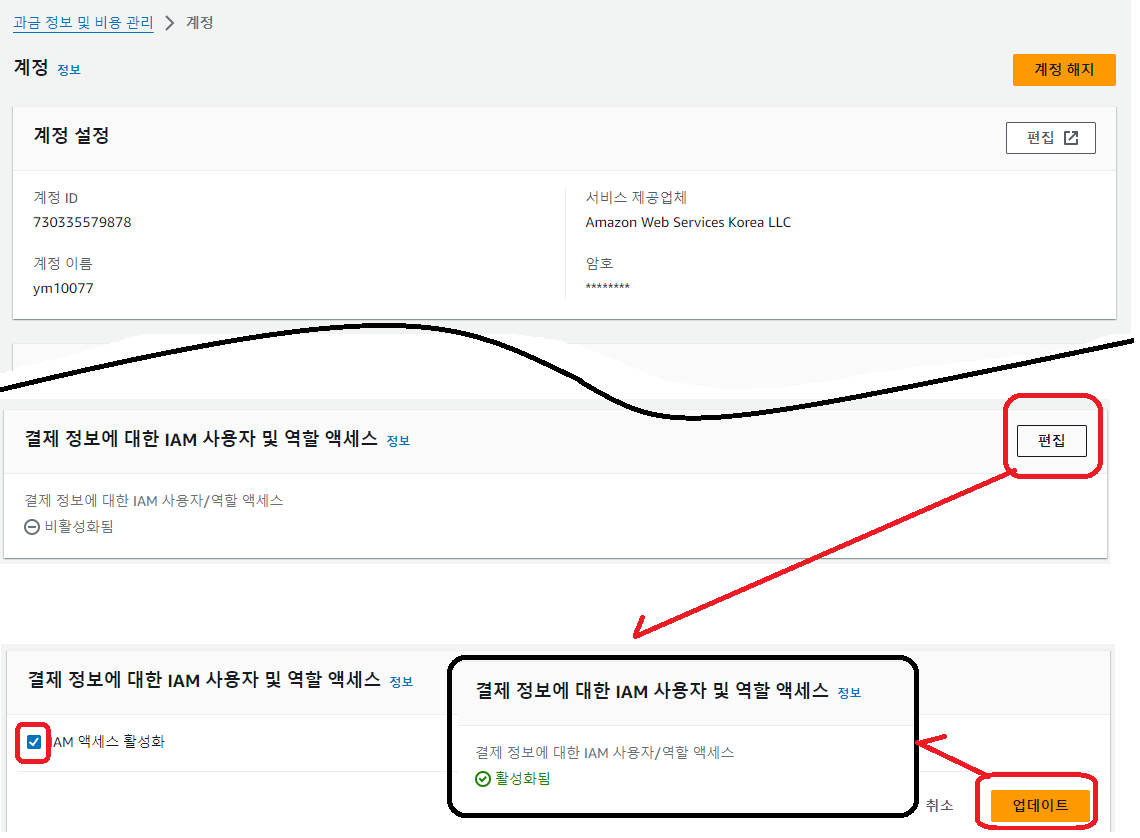 과금 정보 및 비용 관리 > 계정
계정 정보
계정 해지
계정 설정
편집
계정 ID
730335579878
서비스 제공업체
Amazon Web Services Korea LLC
계정 이름
ym10077
암호
********
결제 정보에 대한 IAM 사용자 및 역할 액세스 정보
편집
결제 정보에 대한 IAM 사용자/역할 액세스
비활성화됨
결제 정보에 대한 IAM 사용자 및 역할 액세스 정보
IAM 액세스 활성화
결제 정보에 대한 IAM 사용자 및 역할 액세스 정보
결제 정보에 대한 IAM 사용자/역할 액세스
활성화됨
취소
업데이트